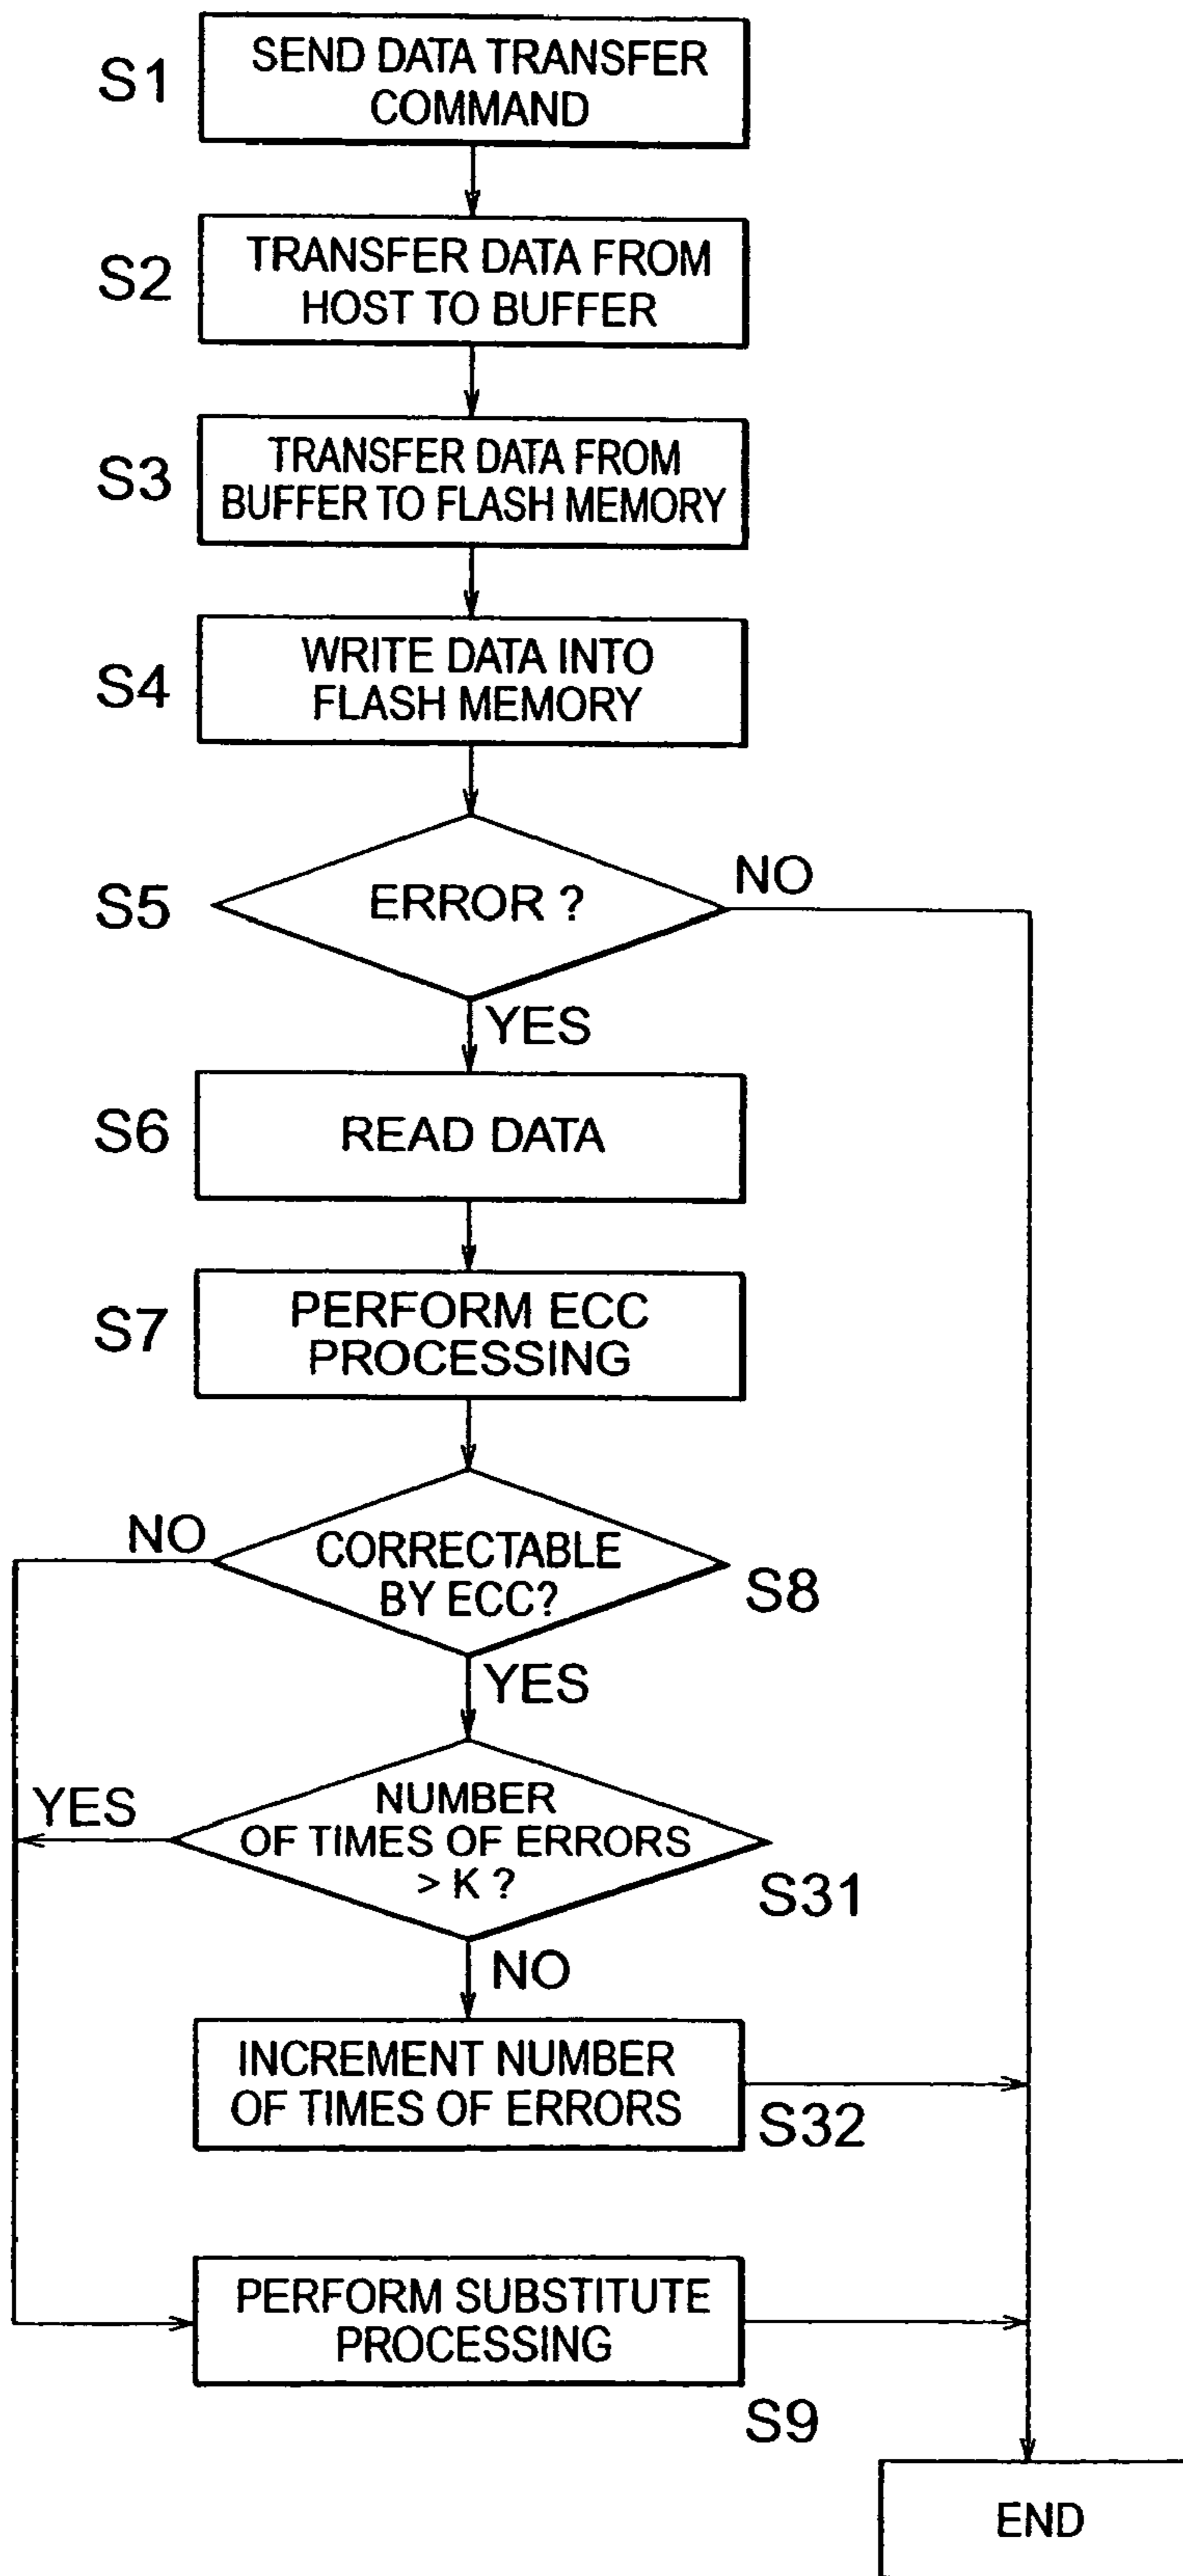 S1
SEND DATA TRANSFER
COMMAND
S2
TRANSFER DATA FROM
HOST TO BUFFER
S3
TRANSFER DATA FROM
BUFFER TO FLASH MEMORY
S4
WRITE DATA INTO
FLASH MEMORY
S5
ERROR ?
NO
YES
S6
READ DATA
S7
PERFORM ECC
PROCESSING
NO
CORRECTABLE
BY ECC?
S8
YES
YES
NUMBER
OF TIMES OF ERRORS
> K ?
S31
NO
INCREMENT NUMBER
OF TIMES OF ERRORS
S32
PERFORM SUBSTITUTE
PROCESSING
S9
END